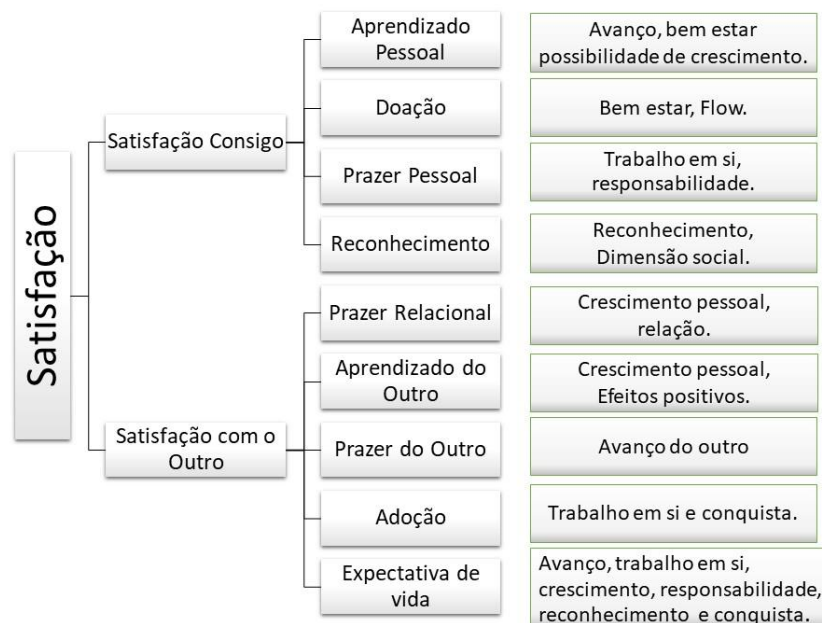 Satisfação
Satisfação Consigo
Aprendizado
Pessoal
Avanço, bem estar
possibilidade de crescimento.
Doação
Bem estar, Flow.
Prazer Pessoal
Trabalho em si,
responsabilidade.
Reconhecimento
Reconhecimento,
Dimensão social.
Satisfação com o
Outro
Prazer Relacional
Crescimento pessoal,
relação.
Aprendizado do
Outro
Crescimento pessoal,
Efeitos positivos.
Prazer do Outro
Avanço do outro
Adoção
Trabalho em si e conquista.
Expectativa de
vida
Avanço, trabalho em si,
crescimento, responsabilidade,
reconhecimento e conquista.